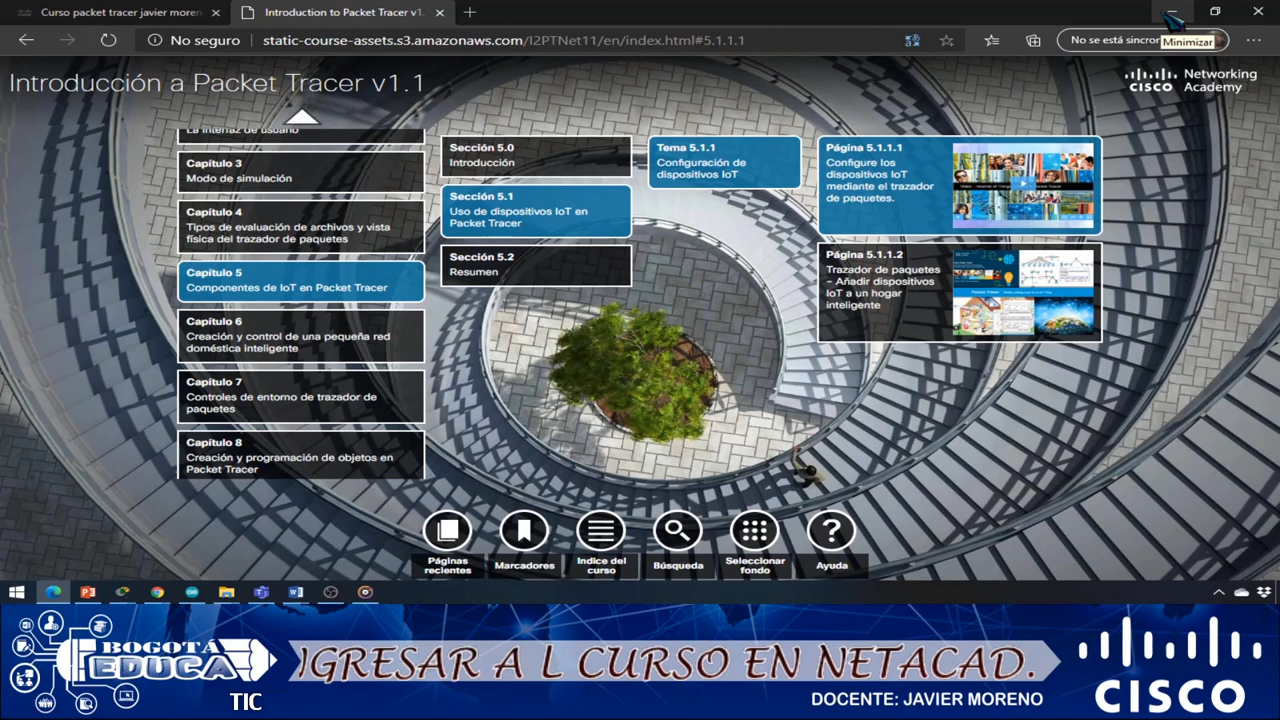 Curso packet tracer javier moren
Introduction to Packet Tracer v1.
No seguro
static-course-assets.s3.amazonaws.com/I2PTNet11/en/index.html#5.1.1.1
No se está sincror
Minimizar
Introducción a Packet Tracer v1.1
CISCO
Networking
Academy
La interfaz de usuario
Capítulo 3
Modo de simulación
Capítulo 4
Tipos de evaluación de archivos y vista
física del trazador de paquetes
Capítulo 5
Componentes de IoT en Packet Tracer
Capítulo 6
Creación y control de una pequeña red
doméstica inteligente
Capítulo 7
Controles de entorno de trazador de
paquetes
Capítulo 8
Creación y programación de objetos en
Packet Tracer
Sección 5.0
Introducción
Sección 5.1
Uso de dispositivos IoT en
Packet Tracer
Sección 5.2
Resumen
Tema 5.1.1
Configuración de
dispositivos IoT
Página 5.1.1.1
Configure los
dispositivos IoT
mediante el trazador
de paquetes.
Página 5.1.1.2
Trazador de paquetes
- Añadir dispositivos
IoT a un hogar
inteligente
Páginas
recientes
Marcadores
Indice del
curso
Búsqueda
Seleccionar
fondo
Ayuda
BOGOTÁ
EDUCA
TIC
IGRESAR A L CURSO EN NETACAD.
DOCENTE: JAVIER MORENO
CISCO